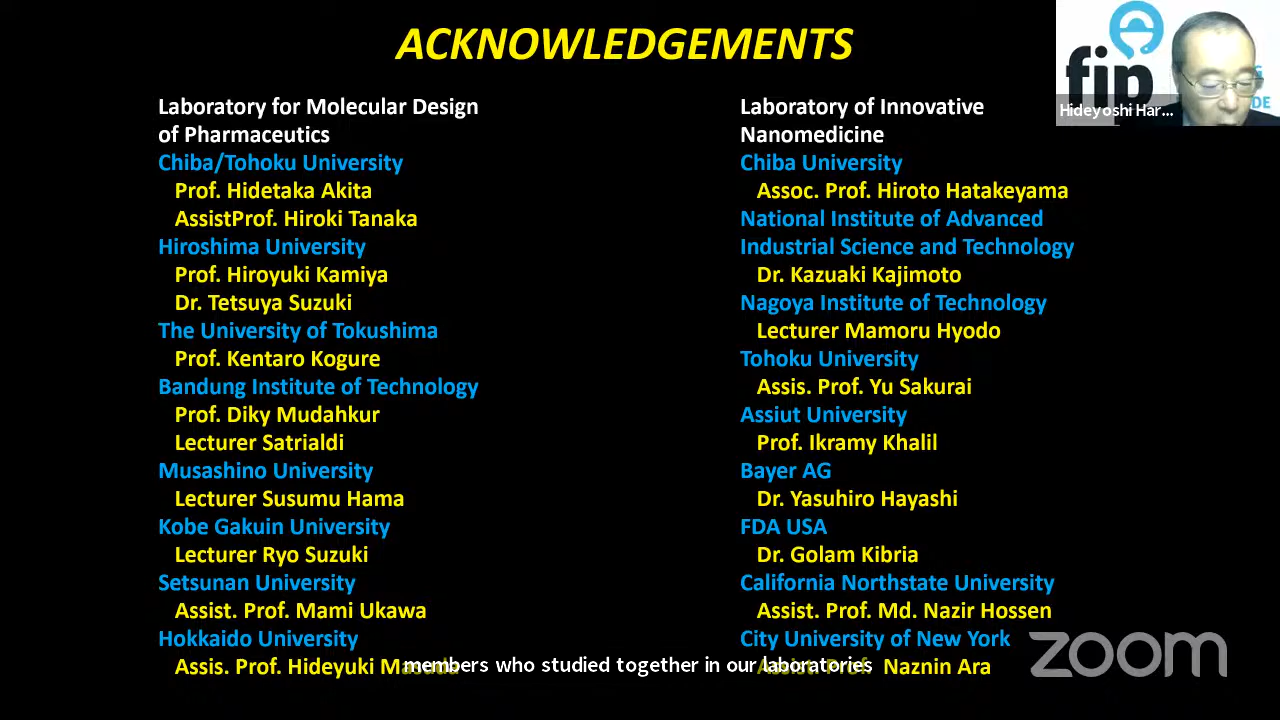 ACKNOWLEDGEMENTS
Laboratory for Molecular Design
of Pharmaceutics
Chiba/Tohoku University
Prof. Hidetaka Akita
AssistProf. Hiroki Tanaka
Hiroshima University
Prof. Hiroyuki Kamiya
Dr. Tetsuya Suzuki
The University of Tokushima
Prof. Kentaro Kogure
Bandung Institute of Technology
Prof. Diky Mudahkur
Lecturer Satrialdi
Musashino University
Lecturer Susumu Hama
Kobe Gakuin University
Lecturer Ryo Suzuki
Setsunan University
Assist. Prof. Mami Ukawa
Hokkaido University
Assis. Prof. Hideyuki
Laboratory of Innovative
Nanomedicine
Chiba University
Assoc. Prof. Hiroto Hatakeyama
National Institute of Advanced
Industrial Science and Technology
Dr. Kazuaki Kajimoto
Nagoya Institute of Technology
Lecturer Mamoru Hyodo
Tohoku University
Assis. Prof. Yu Sakurai
Assiut University
Prof. Ikramy Khalil
Bayer AG
Dr. Yasuhiro Hayashi
FDA USA
Dr. Golam Kibria
California Northstate University
Assist. Prof. Md. Nazir Hossen
City University of New York
Assist. Prof. Naznin Ara
fip
Hideyoshi Har...
members who studied together in our laboratories
zoom